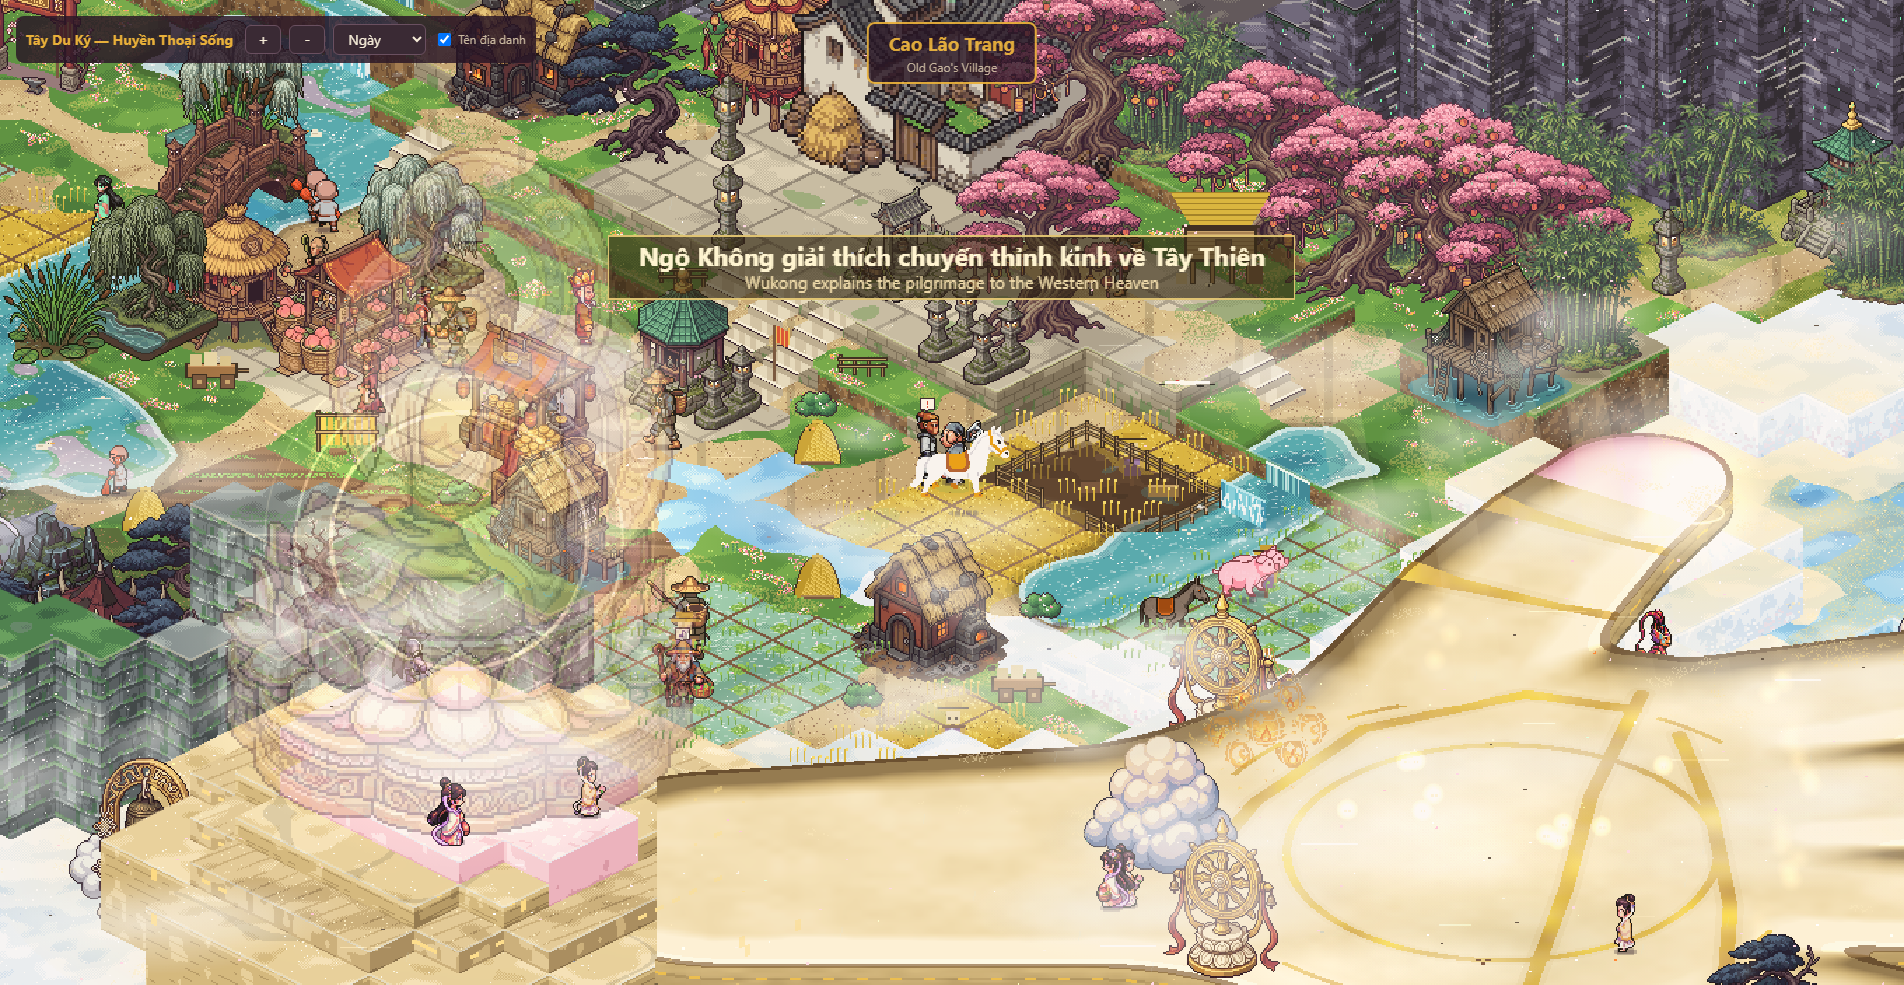 Tây Du Ký — Huyền Thoại Sống
+
-
Ngày
Tên địa danh
Cao Lão Trang
Old Gao's Village
Ngộ Không giải thích chuyến thỉnh kinh về Tây Thiên
Wukong explains the pilgrimage to the Western Heaven